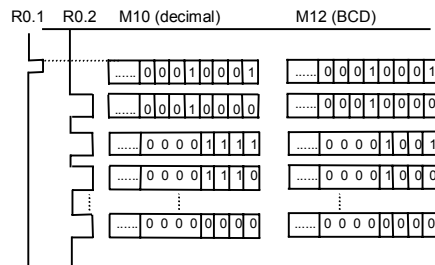 R0.1 R0.2 M10 (decimal) M12 (BCD)
...... 0 0 0 1 0 0 0 1 ...... 0 0 0 1 0 0 0 1
...... 0 0 0 1 0 0 0 0 ...... 0 0 0 1 0 0 0 0
...... 0 0 0 0 1 1 1 1 ...... 0 0 0 0 1 0 0 1
...... 0 0 0 0 1 1 1 0 ...... 0 0 0 0 1 0 0 0
...... 0 0 0 0 0 0 0 0 ...... 0 0 0 0 0 0 0 0